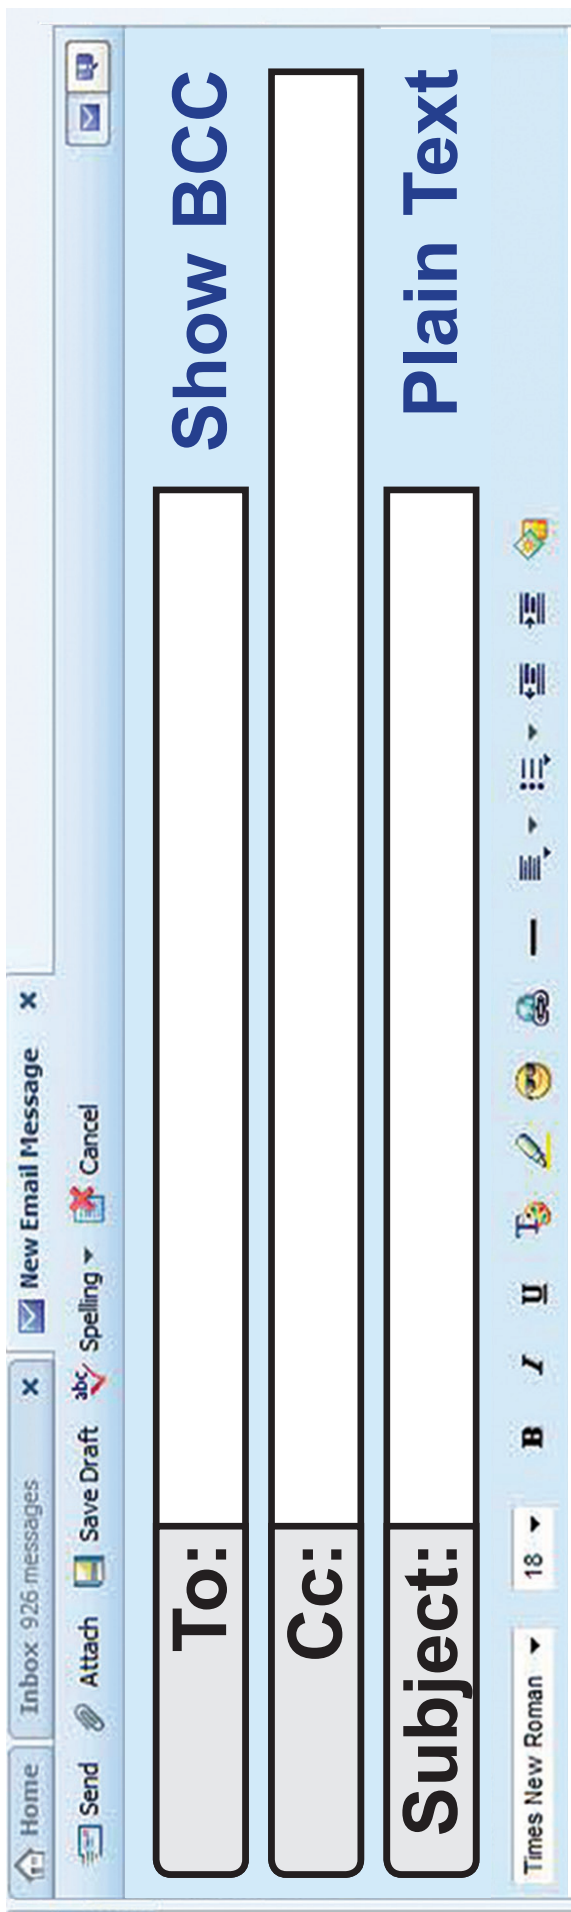 Home Inbox 926 messages New Email Message
Send Attach Save Draft abc Spelling Cancel
To: Show BCC
Cc:
Subject: Plain Text
Times New Roman 18 B I U T